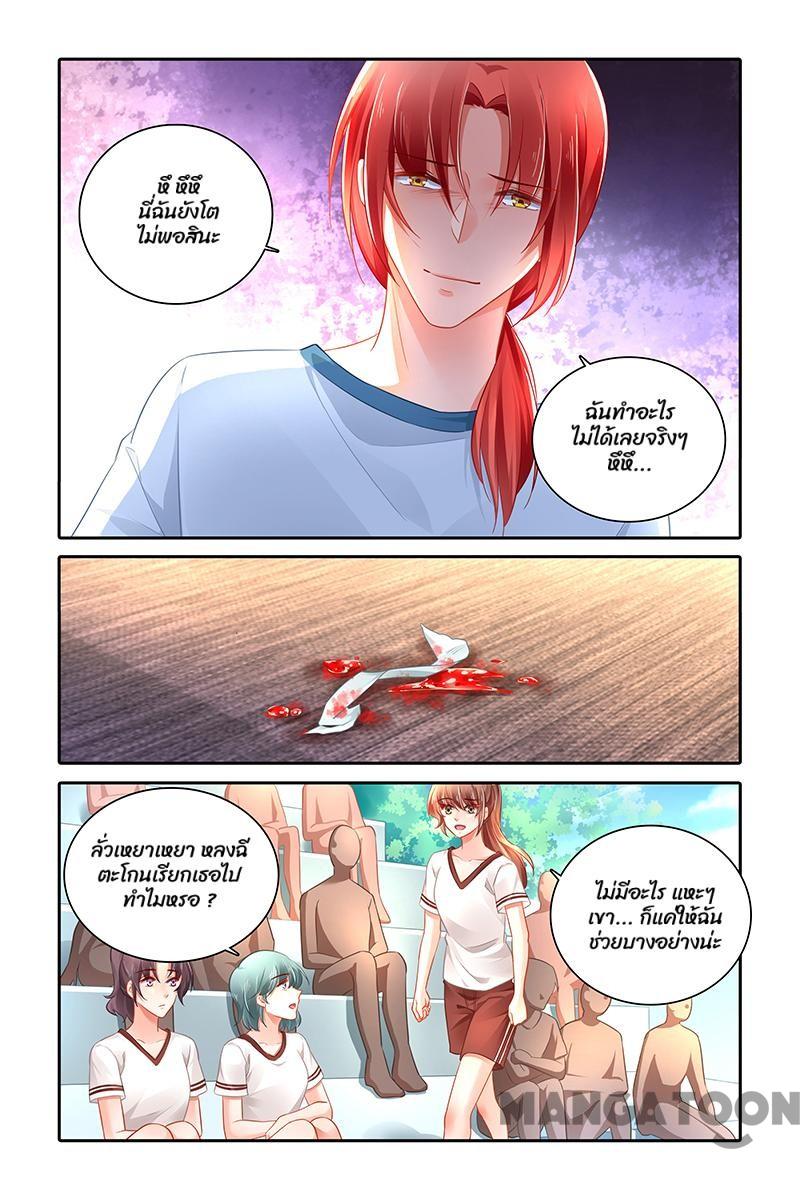 หึ หึหึ
นี่ฉันยังโต
ไม่พอสินะ
ฉันทำอะไร
ไม่ได้เลยจริงๆ
หึหึ...
ลั่วเหยาเหยา หลงฉี
ตะโกนเรียกเธอไป
ทำไมหรอ ?
ไม่มีอะไร แหะๆ
เขา... ก็แค่ให้ฉัน
ช่วยบางอย่างน่ะ
MANGATOON